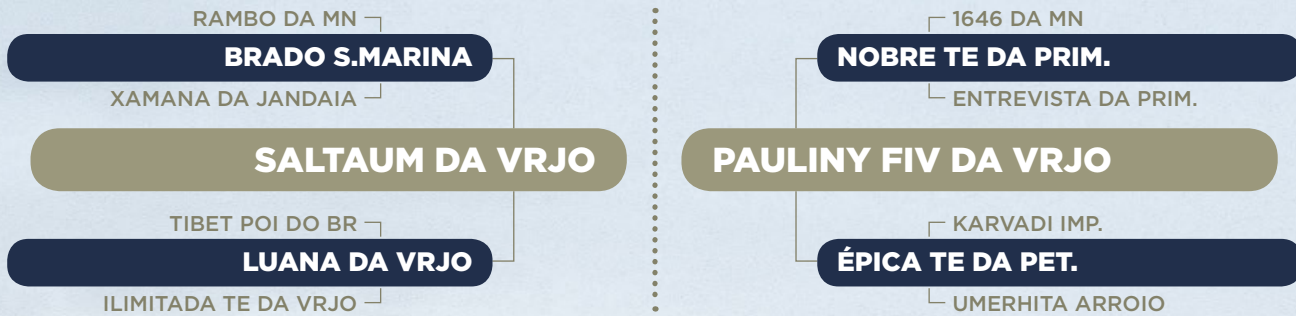 RAMBO DA MN
BRADO S.MARINA
XAMANA DA JANDAIA
SALTAUM DA VRJO
TIBET POI DO BR
LUANA DA VRJO
ILIMITADA TE DA VRJO
1646 DA MN
NOBRE TE DA PRIM.
ENTREVISTA DA PRIM.
PAULINY FIV DA VRJO
KARVADI IMP.
ÉPICA TE DA PET.
UMERHITA ARROIO